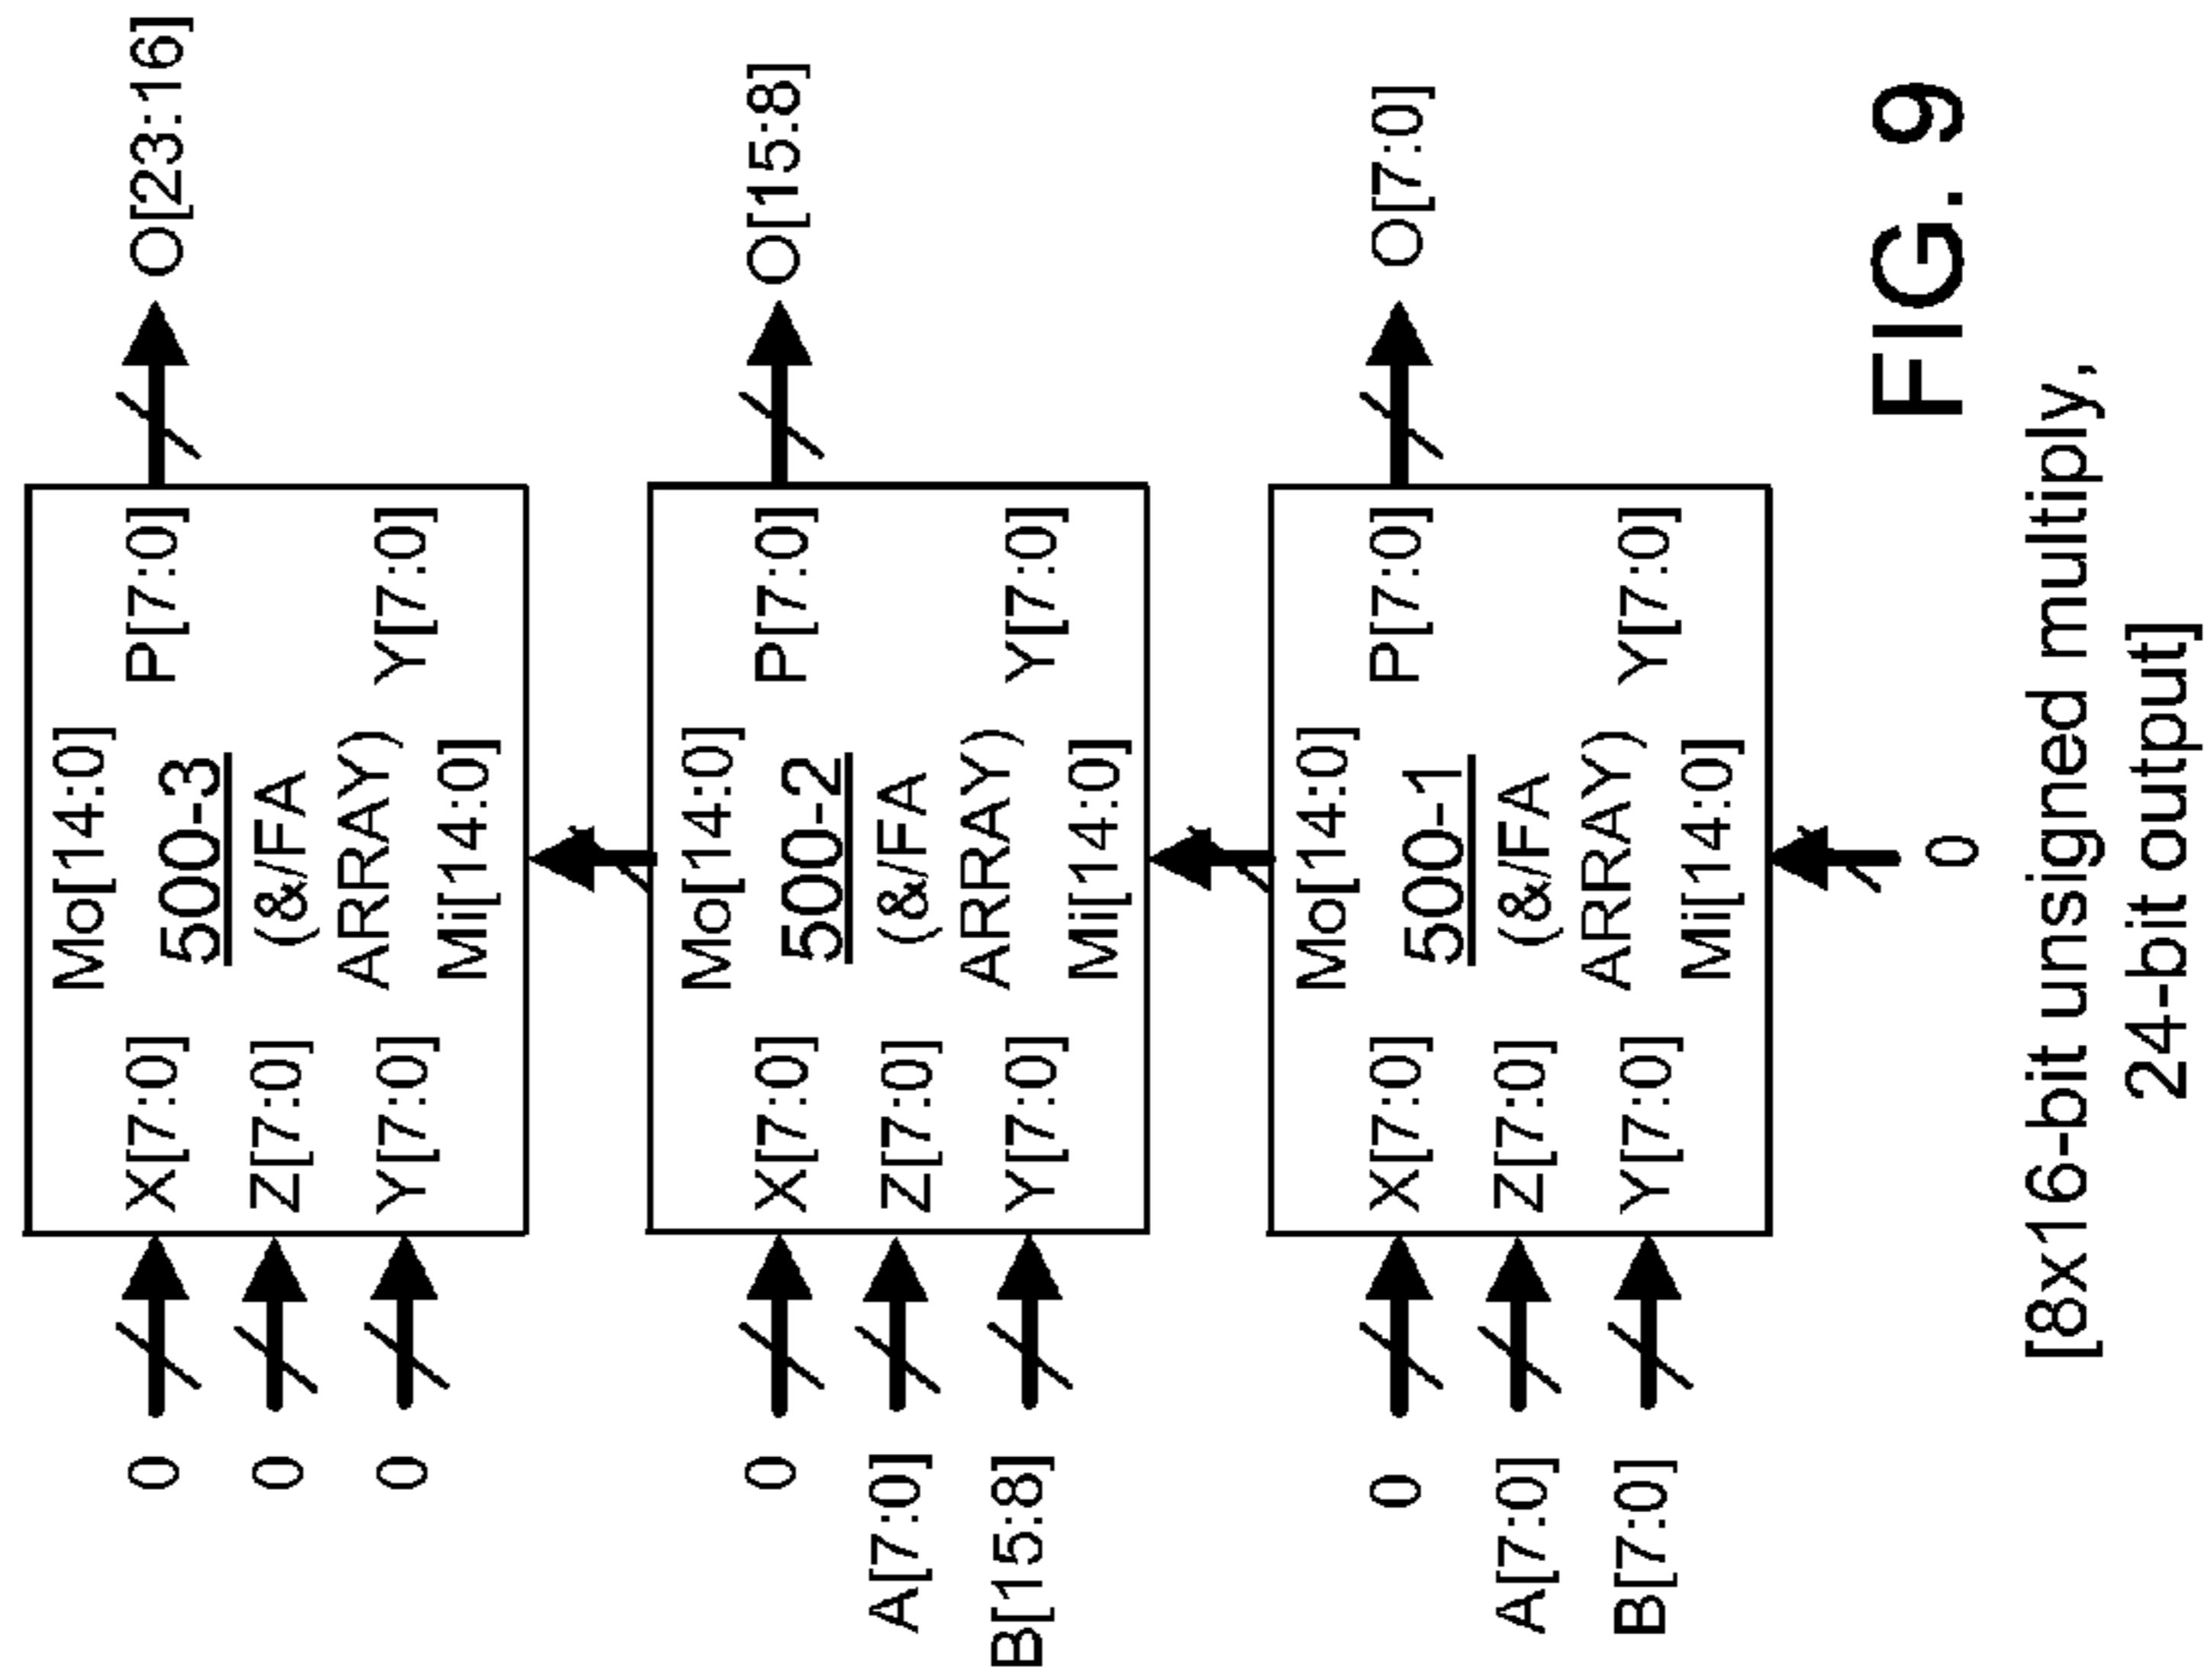 0
0
0
X[7:0]
Z[7:0]
Y[7:0]
Mo[14:0]
500-3
(&/FA
ARRAY)
Mi[14:0]
P[7:0]
Y[7:0]
O[23:16]
0
A[7:0]
B[15:8]
X[7:0]
Z[7:0]
Y[7:0]
Mo[14:0]
500-2
(&/FA
ARRAY)
Mi[14:0]
P[7:0]
Y[7:0]
O[15:8]
0
A[7:0]
B[7:0]
X[7:0]
Z[7:0]
Y[7:0]
Mo[14:0]
500-1
(&/FA
ARRAY)
Mi[14:0]
P[7:0]
Y[7:0]
O[7:0]
0
FIG. 9
[8x16-bit unsigned multiply,
24-bit output]